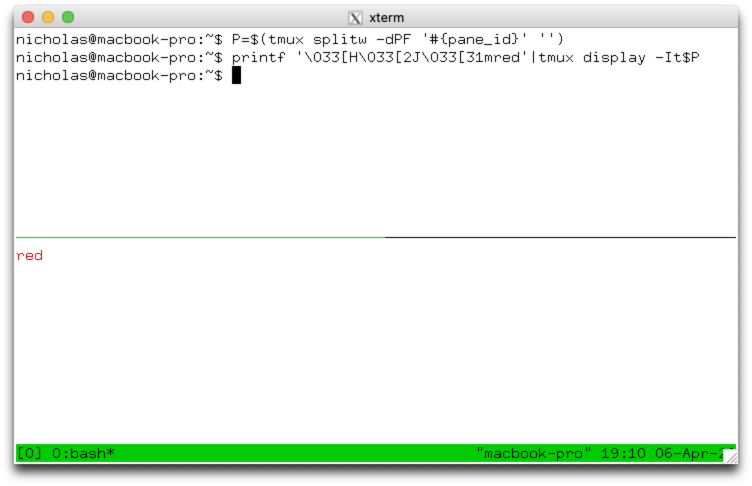 xterm
nicholas@macbook-pro:~$ P=$(tmux splitw -dPF '#{pane_id}' '')
nicholas@macbook-pro:~$ printf '\033[H\033[2J\033[31mred'|tmux display -It$P
nicholas@macbook-pro:~$
red
[0] 0:bash* "macbook-pro" 19:10 06-Apr-